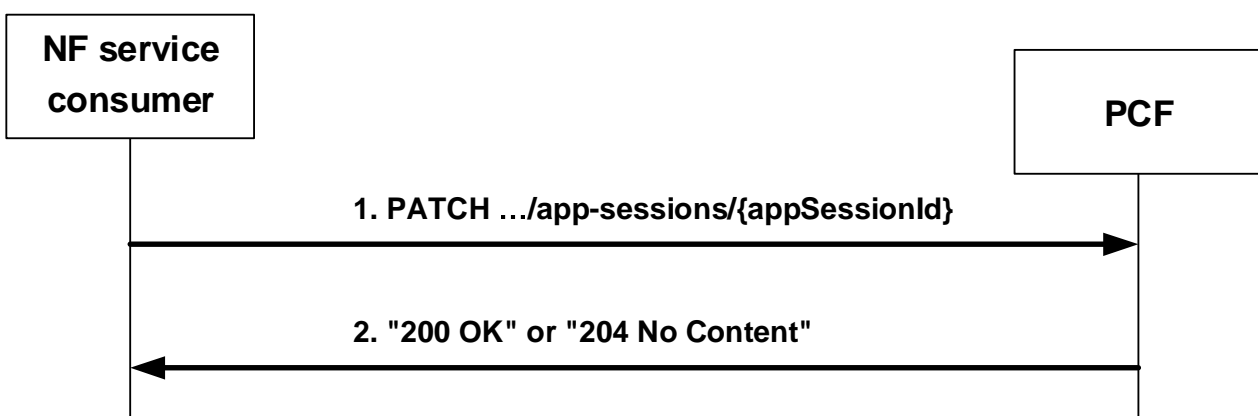 NF service
consumer
PCF
1. PATCH …/app-sessions/{appSessionId}
2. "200 OK" or "204 No Content"